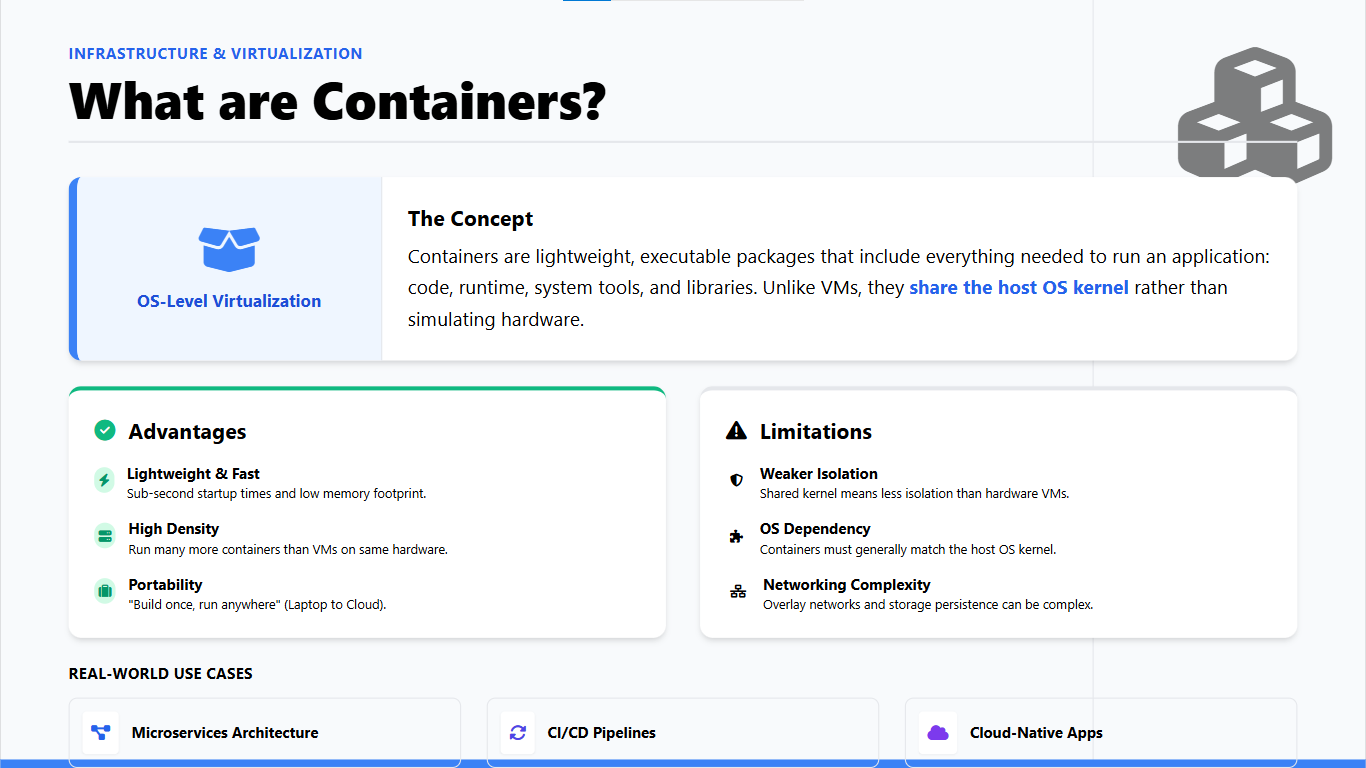 INFRASTRUCTURE & VIRTUALIZATION
What are Containers?
OS-Level Virtualization
The Concept
Containers are lightweight, executable packages that include everything needed to run an application:
code, runtime, system tools, and libraries. Unlike VMs, they share the host OS kernel rather than
simulating hardware.
Advantages
Lightweight & Fast
Sub-second startup times and low memory footprint.
High Density
Run many more containers than VMs on same hardware.
Portability
"Build once, run anywhere" (Laptop to Cloud).
Limitations
Weaker Isolation
Shared kernel means less isolation than hardware VMs.
OS Dependency
Containers must generally match the host OS kernel.
Networking Complexity
Overlay networks and storage persistence can be complex.
REAL-WORLD USE CASES
Microservices Architecture
CI/CD Pipelines
Cloud-Native Apps